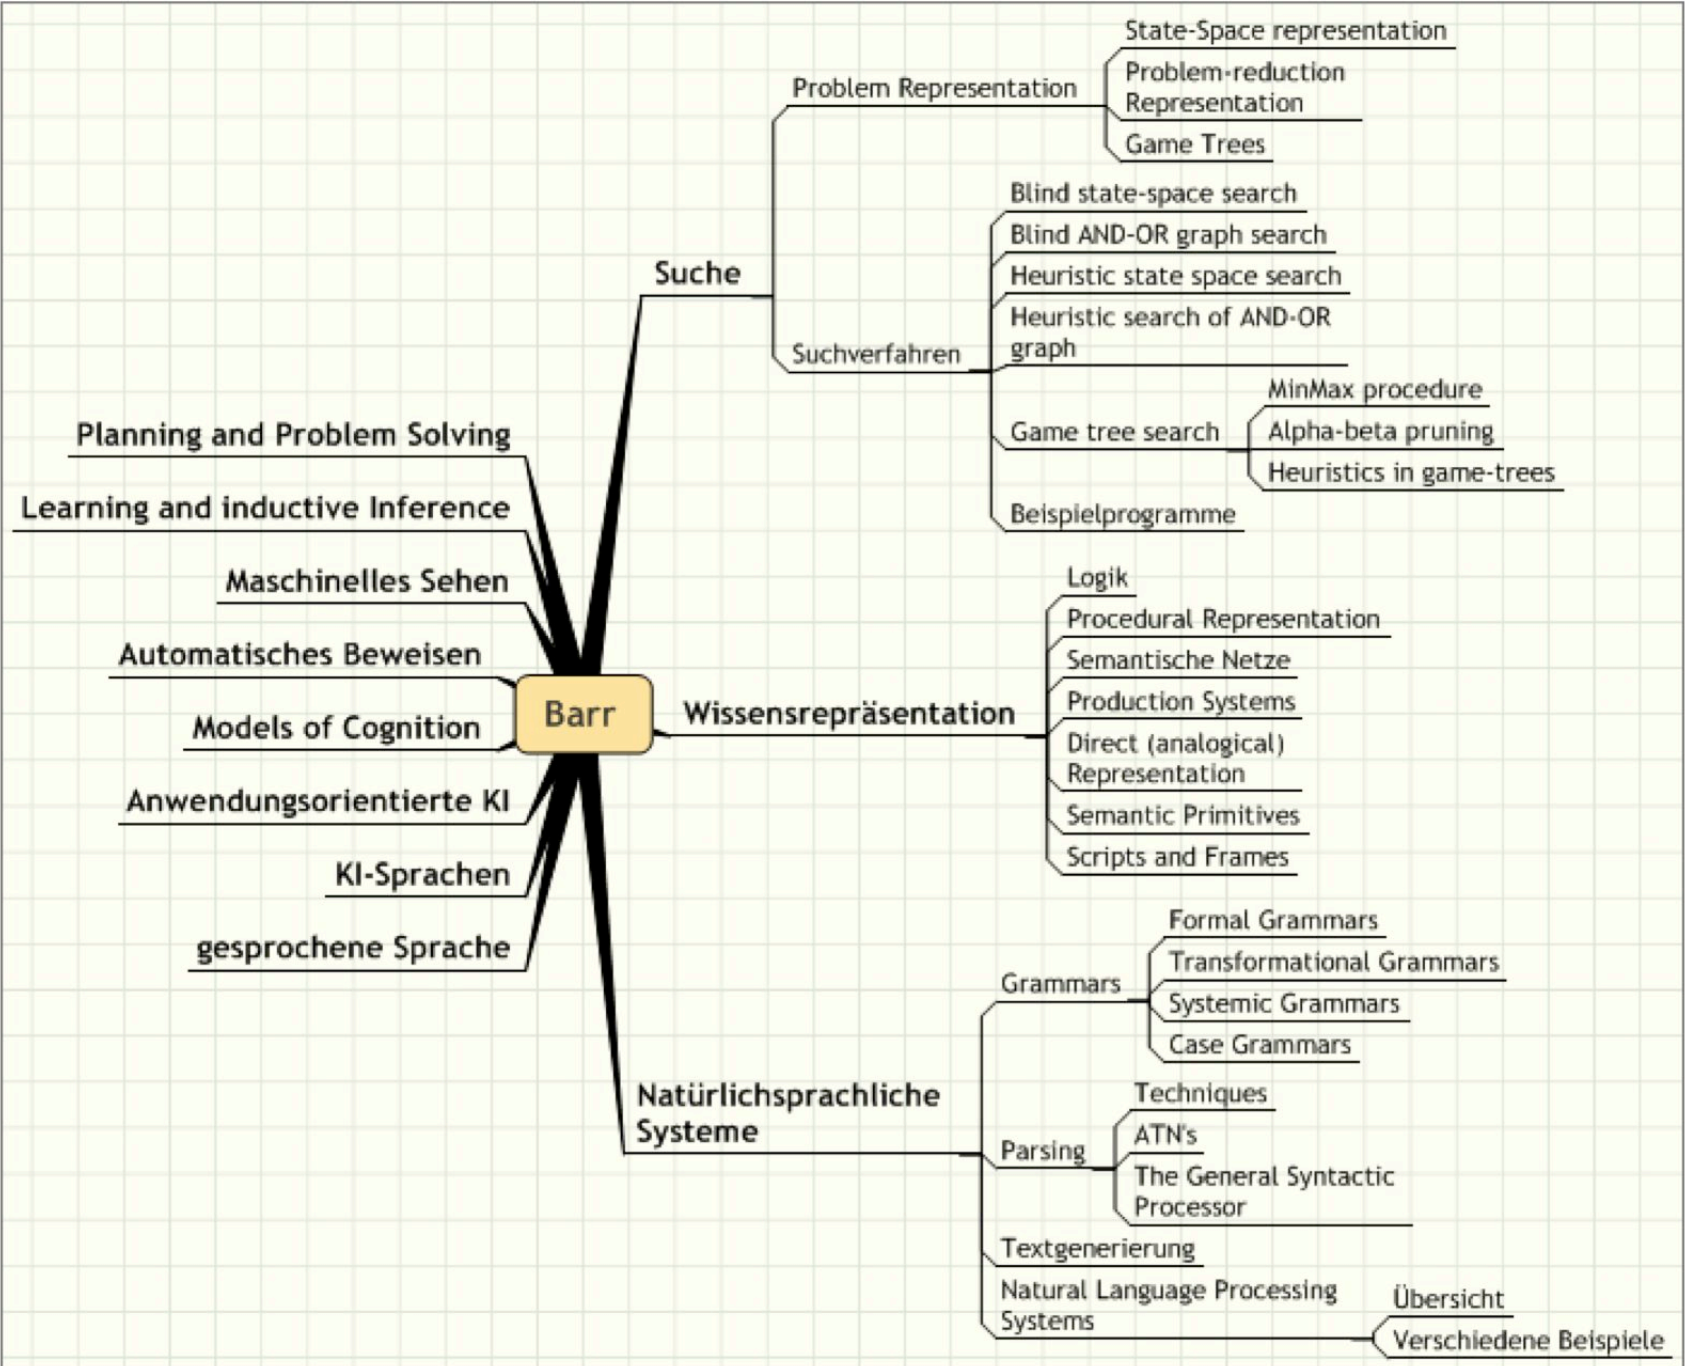 State-Space representation
Problem-reduction
Representation
Game Trees
Problem Representation
Blind state-space search
Blind AND-OR graph search
Heuristic state space search
Heuristic search of AND-OR
graph
MinMax procedure
Alpha-beta pruning
Heuristics in game-trees
Game tree search
Beispielprogramme
Suchverfahren
Suche
Planning and Problem Solving
Learning and inductive Inference
Maschinelles Sehen
Automatisches Beweisen
Models of Cognition
Anwendungsorientierte KI
KI-Sprachen
gesprochene Sprache
Barr
Wissensrepräsentation
Logik
Procedural Representation
Semantische Netze
Production Systems
Direct (analogical)
Representation
Semantic Primitives
Scripts and Frames
Natürlichsprachliche
Systeme
Grammars
Formal Grammars
Transformational Grammars
Systemic Grammars
Case Grammars
Parsing
Techniques
ATN's
The General Syntactic
Processor
Textgenerierung
Natural Language Processing
Systems
Übersicht
Verschiedene Beispiele